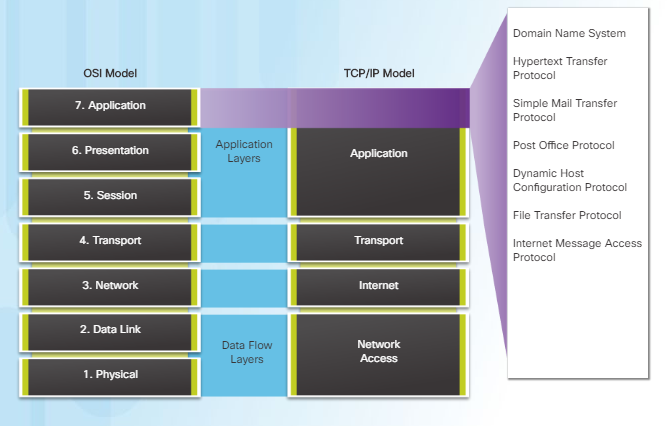 OSI Model
TCP/IP Model
7. Application
6. Presentation
5. Session
4. Transport
3. Network
2. Data Link
1. Physical
Application
Layers
Data Flow
Layers
Application
Transport
Internet
Network
Access
Domain Name System
Hypertext Transfer
Protocol
Simple Mail Transfer
Protocol
Post Office Protocol
Dynamic Host
Configuration Protocol
File Transfer Protocol
Internet Message Access
Protocol